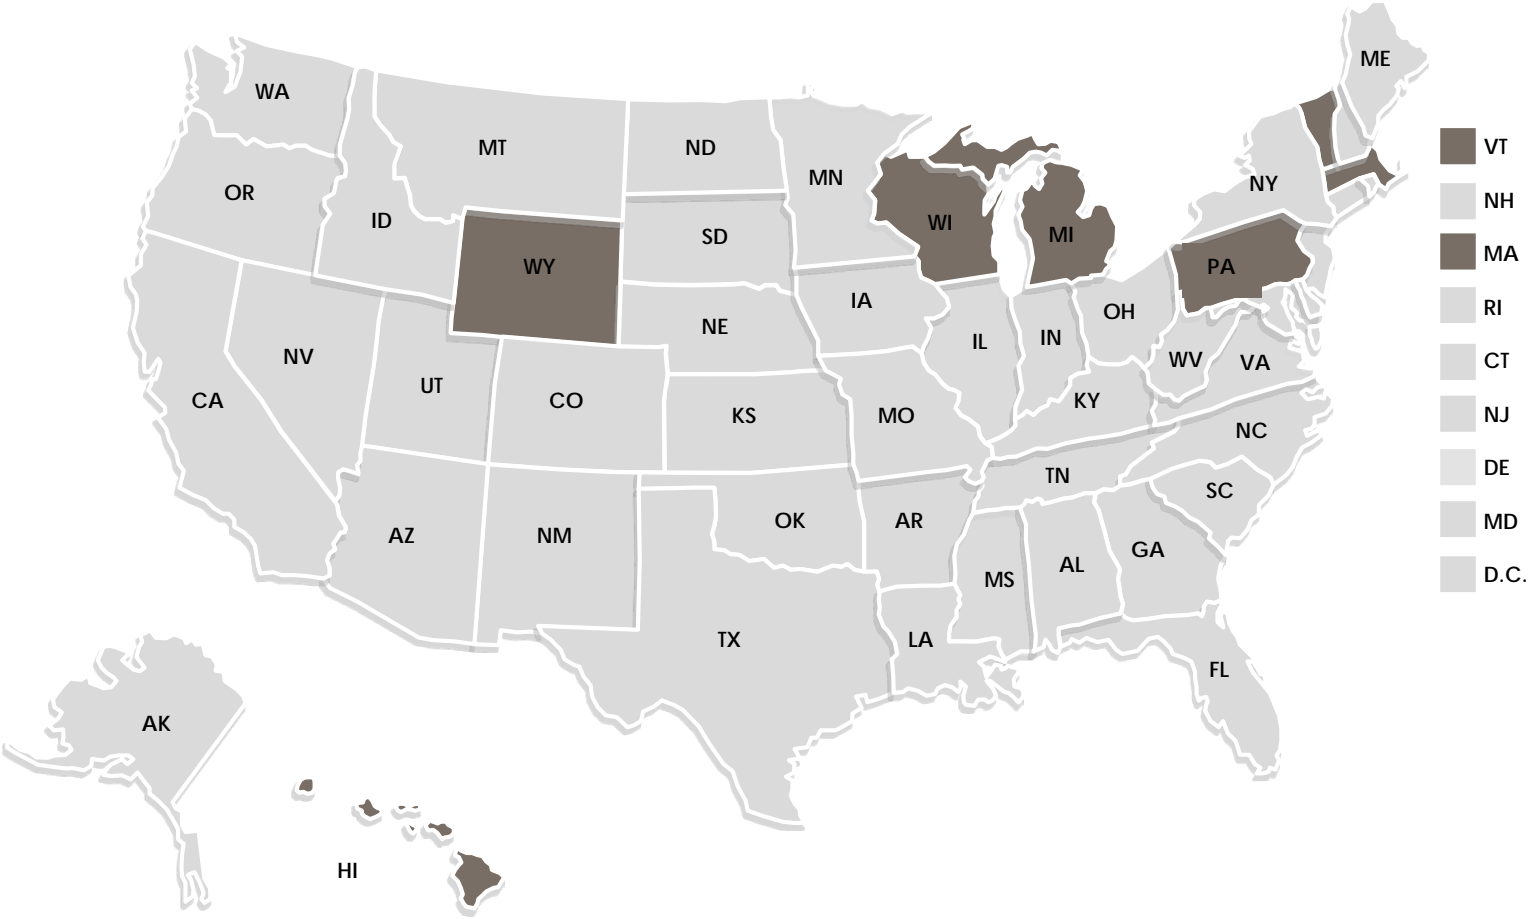 ME
WA
VT
MT
ND
MN
NY
OR
NH
ID
WI
SD
MI
MA
WY
PA
IA
RI
NE
OH
IL
IN
NV
WV
VA
CT
UT
CA
CO
KS
MO
KY
NJ
NC
TN
DE
SC
AZ
NM
OK
AR
MD
GA
AL
MS
D.C.
TX
LA
FL
AK
HI